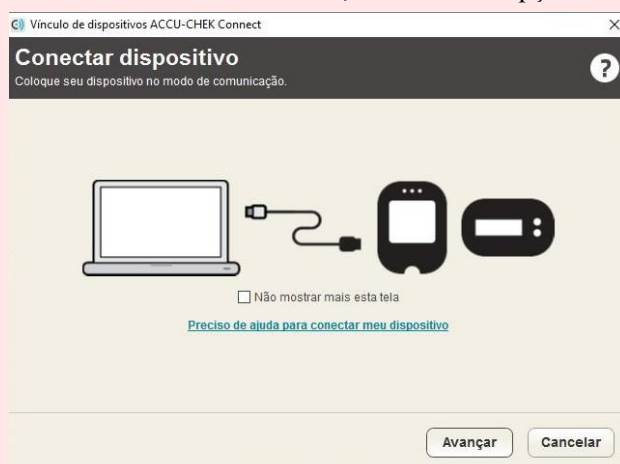 Vínculo de dispositivos ACCU-CHEK Connect
Conectar dispositivo
Coloque seu dispositivo no modo de comunicação.
?
Não mostrar mais esta tela
Preciso de ajuda para conectar meu dispositivo
Avançar
Cancelar